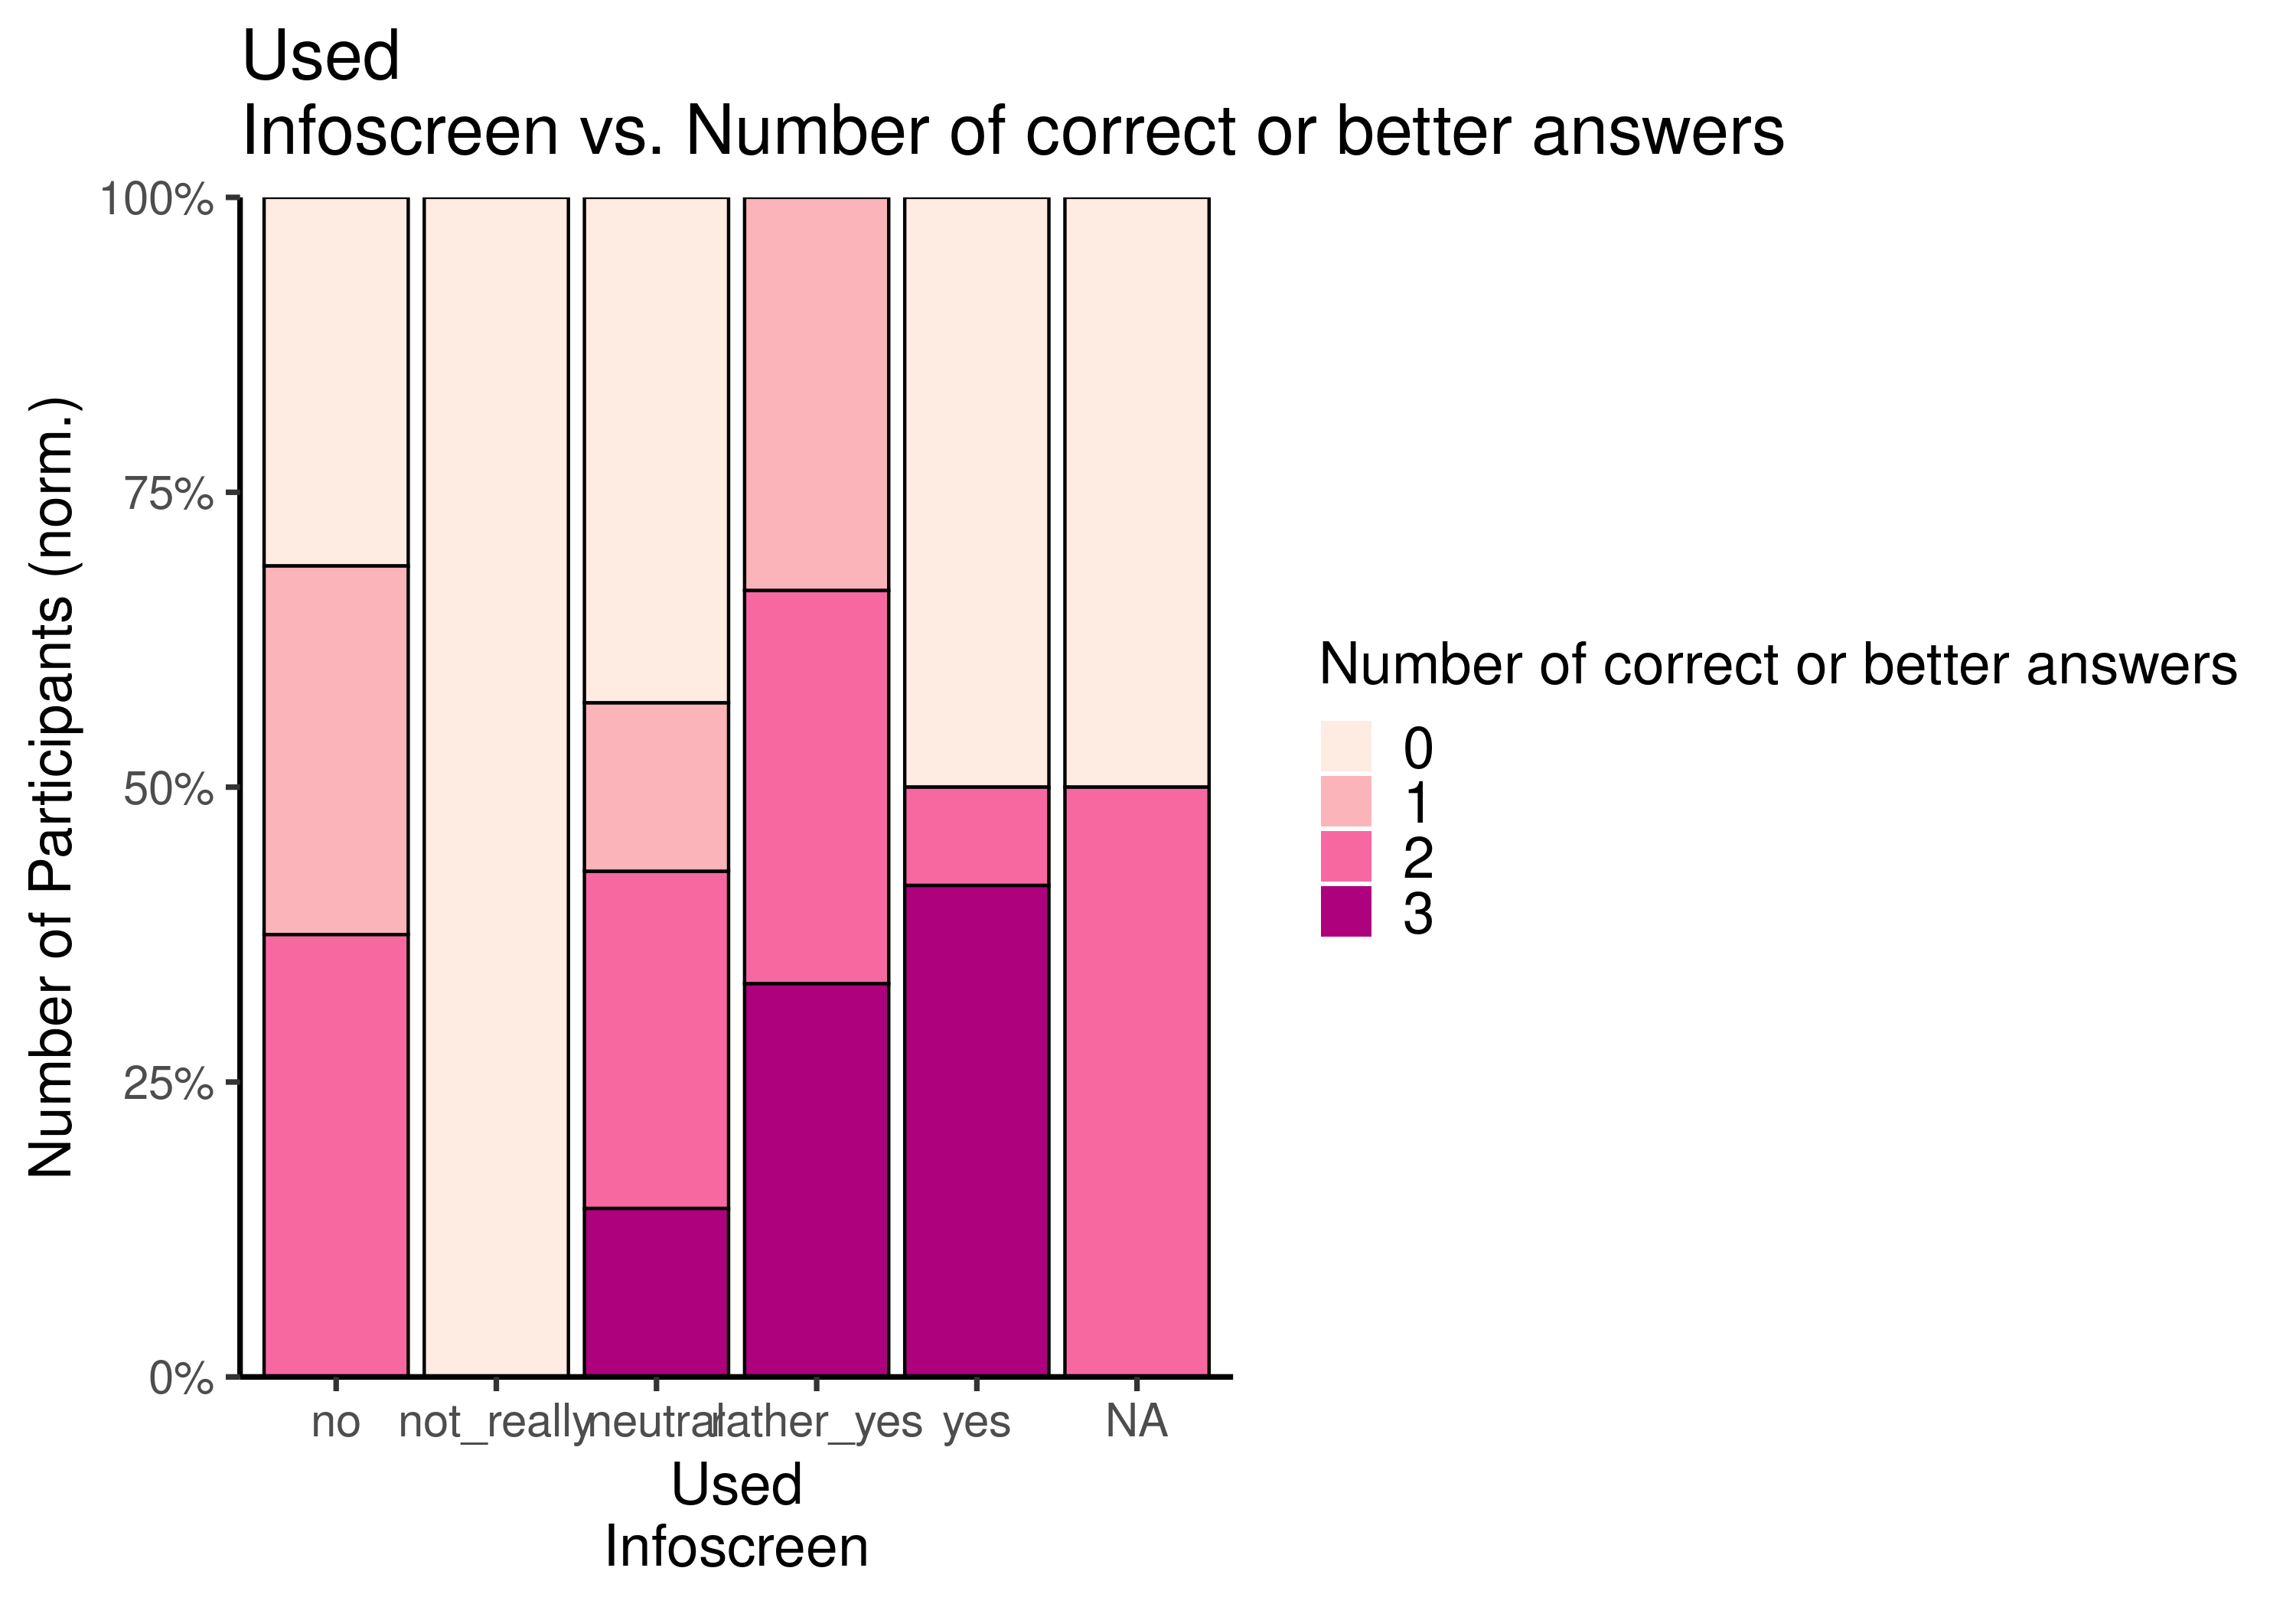 Used
Infoscreen vs. Number of correct or better answers
100%
75%
50%
25%
0%
Number of Participants (norm.)
no not_really neutral rather_yes yes NA
Used
Infoscreen
Number of correct or better answers
0
1
2
3